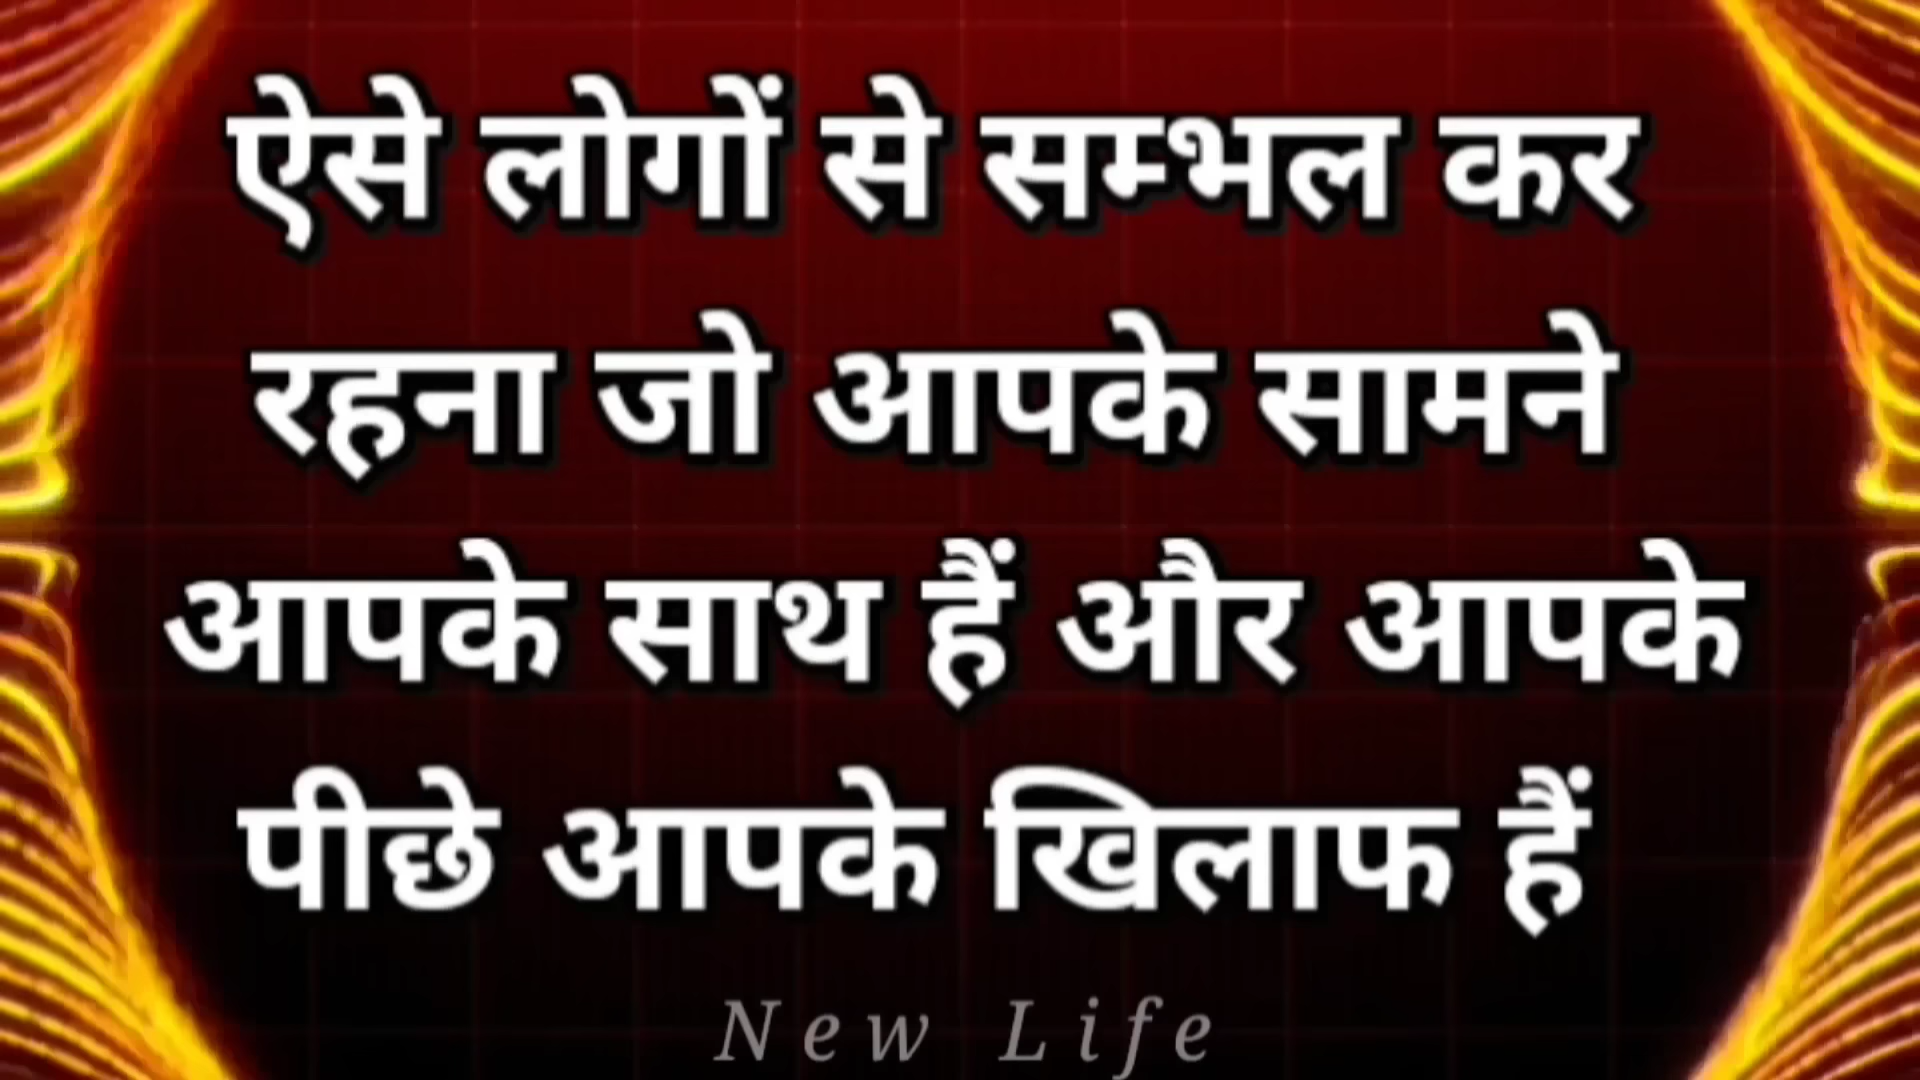 ऐसे लोगों से सम्भल कर
रहना जो आपके सामने
आपके साथ हैं और आपके
पीछे आपके खिलाफ हैं
New Life